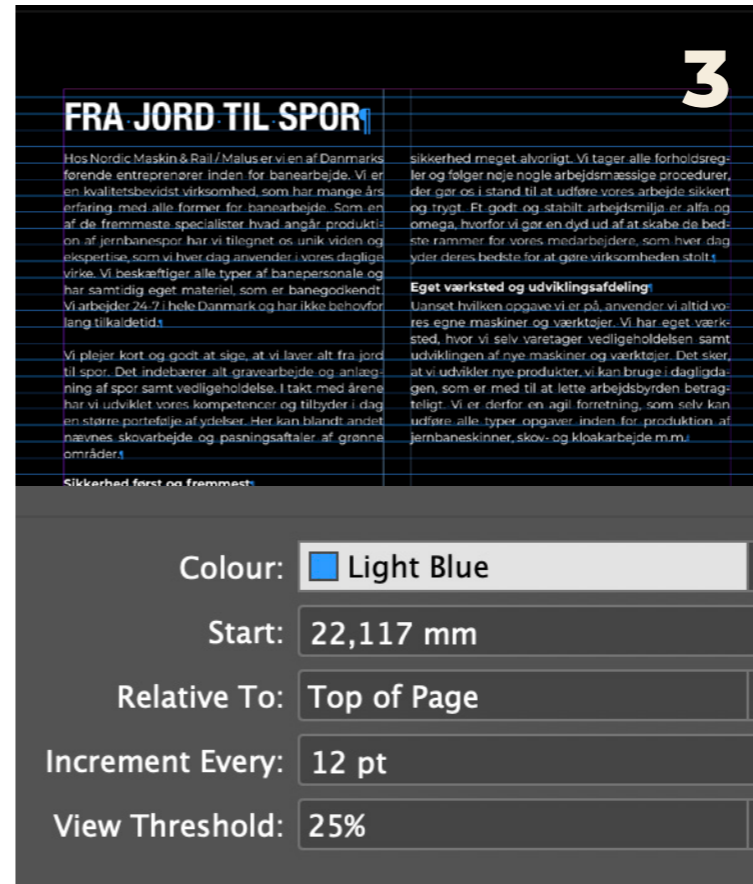 3
FRA JORD TIL SPOR¶
Hos Nordic Maskin & Rail / Malus er vi en af Danmarks
førende entreprenører inden for banearbejde. Vi er
en kvalitetsbevidst virksomhed, som har mange års
erfaring med alle former for banearbejde. Som en
af de fremmeste specialister hvad angår produkti-
on af jernbanespor har vi tilegnet os unik viden og
ekspertise, som vi hver dag anvender i vores daglige
virke. Vi beskæftiger alle typer af banepersonale og
har samtidig eget materiel, som er banegodkendt.
Vi arbejder 24-7 i hele Danmark og har ikke behov for
lang tilkaldetid.¶
Vi plejer kort og godt at sige, at vi laver alt fra jord
til spor. Det indebærer alt gravearbejde og anlæg-
ning af spor samt vedligeholdelse. I takt med årene
har vi udviklet vores kompetencer og tilbyder i dag
en større portefølje af ydelser. Her kan blandt andet
nævnes skovarbejde og pasningsaftaler af grønne
områder.¶
Sikkerhed først og fremmest¶
sikkerhed meget alvorligt. Vi tager alle forholdsreg-
ler og følger nøje nogle arbejdsmæssige procedurer,
der gør os i stand til at udføre vores arbejde sikkert
og trygt. Et godt og stabilt arbejdsmiljø er alfa og
omega, hvorfor vi gør en dyd ud af at skabe de bed-
ste rammer for vores medarbejdere, som hver dag
yder deres bedste for at gøre virksomheden stolt.¶
Eget værksted og udviklingsafdeling¶
Uanset hvilken opgave vi er på, anvender vi altid vo-
res egne maskiner og værktøjer. Vi har eget værk-
sted, hvor vi selv varetager vedligeholdelsen samt
udviklingen af nye maskiner og værktøjer. Det sker,
at vi udvikler nye produkter, vi kan bruge i dagligda-
gen, som er med til at lette arbejdsbyrden betrag-
teligt. Vi er derfor en agil forretning, som selv kan
udføre alle typer opgaver inden for produktion af
jernbaneskinner, skov- og kloakarbejde m.m.
Colour: Light Blue
Start: 22,117 mm
Relative To: Top of Page
Increment Every: 12 pt
View Threshold: 25%